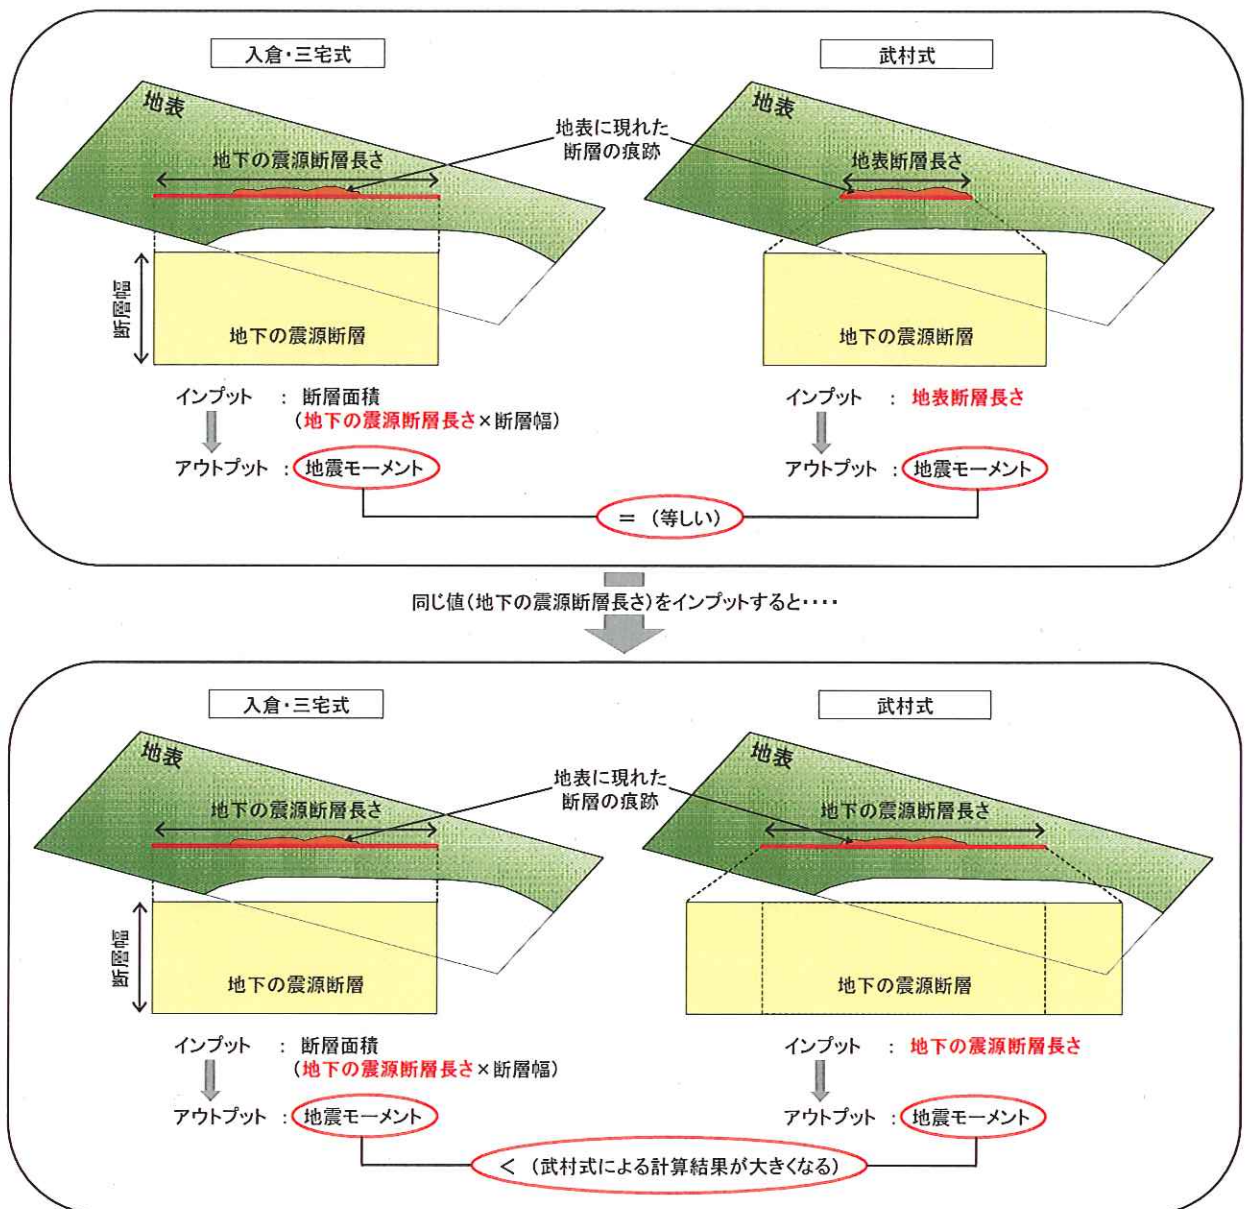 入倉・三宅式
武村式
地表
地表に現れた
断層の痕跡
地下の震源断層長さ
地表
地表断層長さ
断層幅
地下の震源断層
地下の震源断層
インプット ： 断層面積
（地下の震源断層長さ×断層幅）
アウトプット ： 地震モーメント
インプット ： 地表断層長さ
アウトプット ： 地震モーメント
＝ （等しい）
同じ値（地下の震源断層長さ）をインプットすると・・・・
入倉・三宅式
武村式
地表
地表に現れた
断層の痕跡
地下の震源断層長さ
地表
地下の震源断層長さ
断層幅
地下の震源断層
地下の震源断層
インプット ： 断層面積
（地下の震源断層長さ×断層幅）
アウトプット ： 地震モーメント
インプット ： 地下の震源断層長さ
アウトプット ： 地震モーメント
＜ （武村式による計算結果が大きくなる）